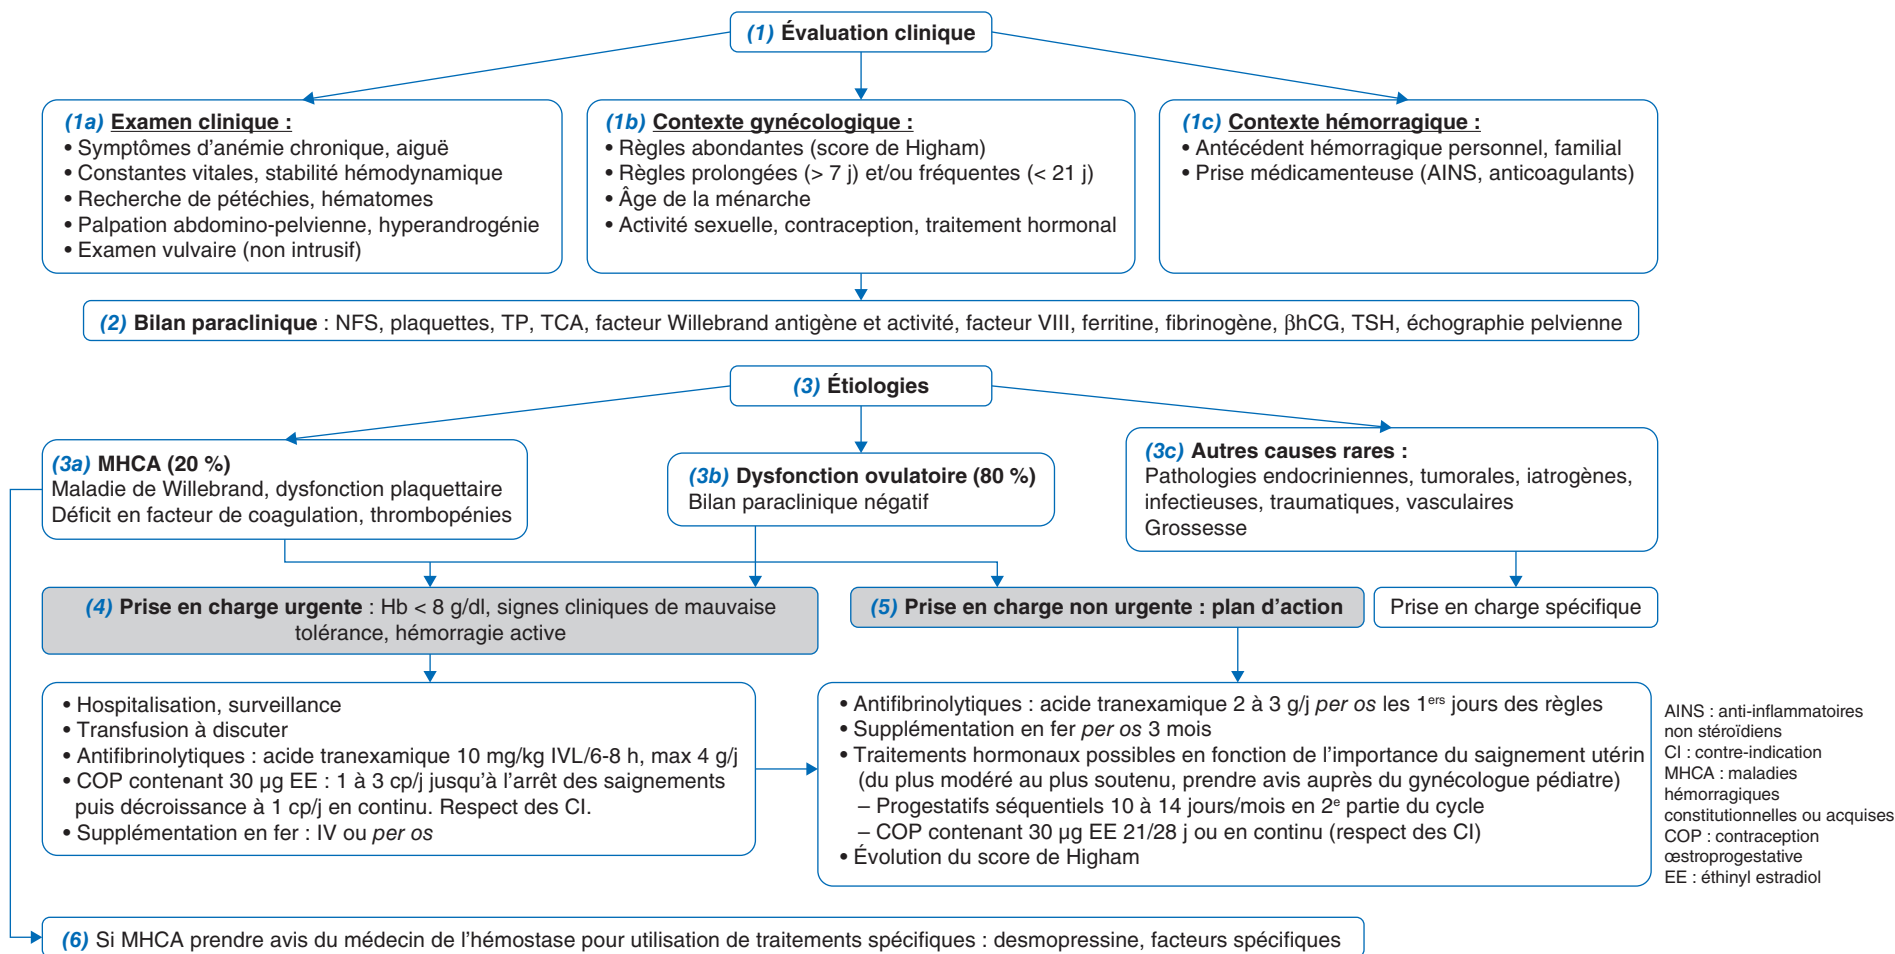 (1) Évaluation clinique
(1a) Examen clinique :
• Symptômes d'anémie chronique, aiguë
• Constantes vitales, stabilité hémodynamique
• Recherche de pétéchies, hématomes
• Palpation abdomino-pelvienne, hyperandrogénie
• Examen vulvaire (non intrusif)
(1b) Contexte gynécologique :
• Règles abondantes (score de Higham)
• Règles prolongées (> 7 j) et/ou fréquentes (< 21 j)
• Âge de la ménarche
• Activité sexuelle, contraception, traitement hormonal
(1c) Contexte hémorragique :
• Antécédent hémorragique personnel, familial
• Prise médicamenteuse (AINS, anticoagulants)
(2) Bilan paraclinique : NFS, plaquettes, TP, TCA, facteur Willebrand antigène et activité, facteur VIII, ferritine, fibrinogène, βhCG, TSH, échographie pelvienne
(3) Étiologies
(3a) MHCA (20 %)
Maladie de Willebrand, dysfonction plaquettaire
Déficit en facteur de coagulation, thrombopénies
(3b) Dysfonction ovulatoire (80 %)
Bilan paraclinique négatif
(3c) Autres causes rares :
Pathologies endocriniennes, tumorales, iatrogènes,
infectieuses, traumatiques, vasculaires
Grossesse
(4) Prise en charge urgente : Hb < 8 g/dl, signes cliniques de mauvaise
tolérance, hémorragie active
(5) Prise en charge non urgente : plan d'action
Prise en charge spécifique
• Hospitalisation, surveillance
• Transfusion à discuter
• Antifibrinolytiques : acide tranexamique 10 mg/kg IVL/6-8 h, max 4 g/j
• COP contenant 30 µg EE : 1 à 3 cp/j jusqu'à l'arrêt des saignements
puis décroissance à 1 cp/j en continu. Respect des CI.
• Supplémentation en fer : IV ou per os
• Antifibrinolytiques : acide tranexamique 2 à 3 g/j per os les 1ers jours des règles
• Supplémentation en fer per os 3 mois
• Traitements hormonaux possibles en fonction de l'importance du saignement utérin
(du plus modéré au plus soutenu, prendre avis auprès du gynécologue pédiatre)
– Progestatifs séquentiels 10 à 14 jours/mois en 2e partie du cycle
– COP contenant 30 µg EE 21/28 j ou en continu (respect des CI)
• Évolution du score de Higham
AINS : anti-inflammatoires
non stéroïdiens
CI : contre-indication
MHCA : maladies
hémorragiques
constitutionnelles ou acquises
COP : contraception
œstroprogestative
EE : éthinyl estradiol
(6) Si MHCA prendre avis du médecin de l'hémostase pour utilisation de traitements spécifiques : desmopressine, facteurs spécifiques